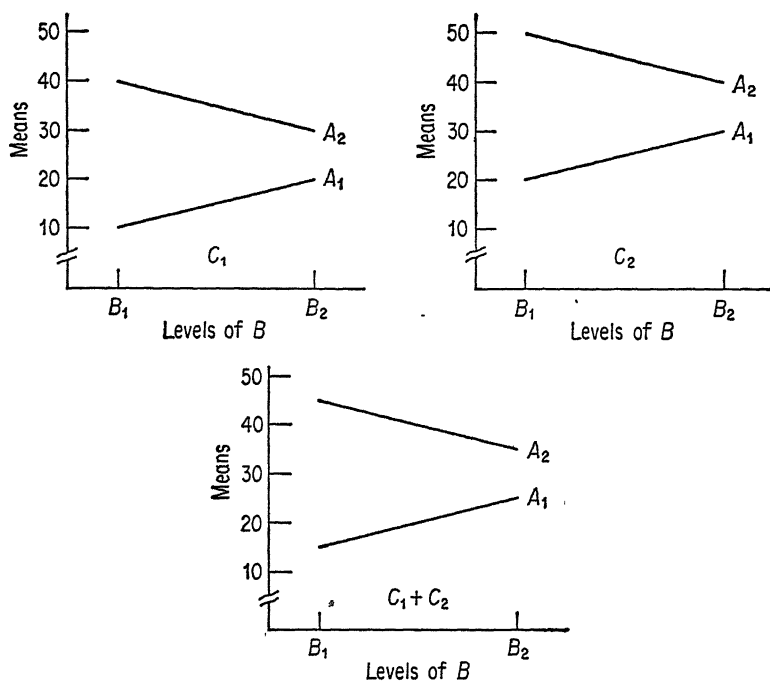 50
40
30
20
10
Means
A₂
A₁
C₁
B₁ B₂
Levels of B
50
40
30
20
10
Means
A₂
A₁
C₂
B₁ B₂
Levels of B
50
40
30
20
10
Means
A₂
A₁
C₁ + C₂
B₁ B₂
Levels of B